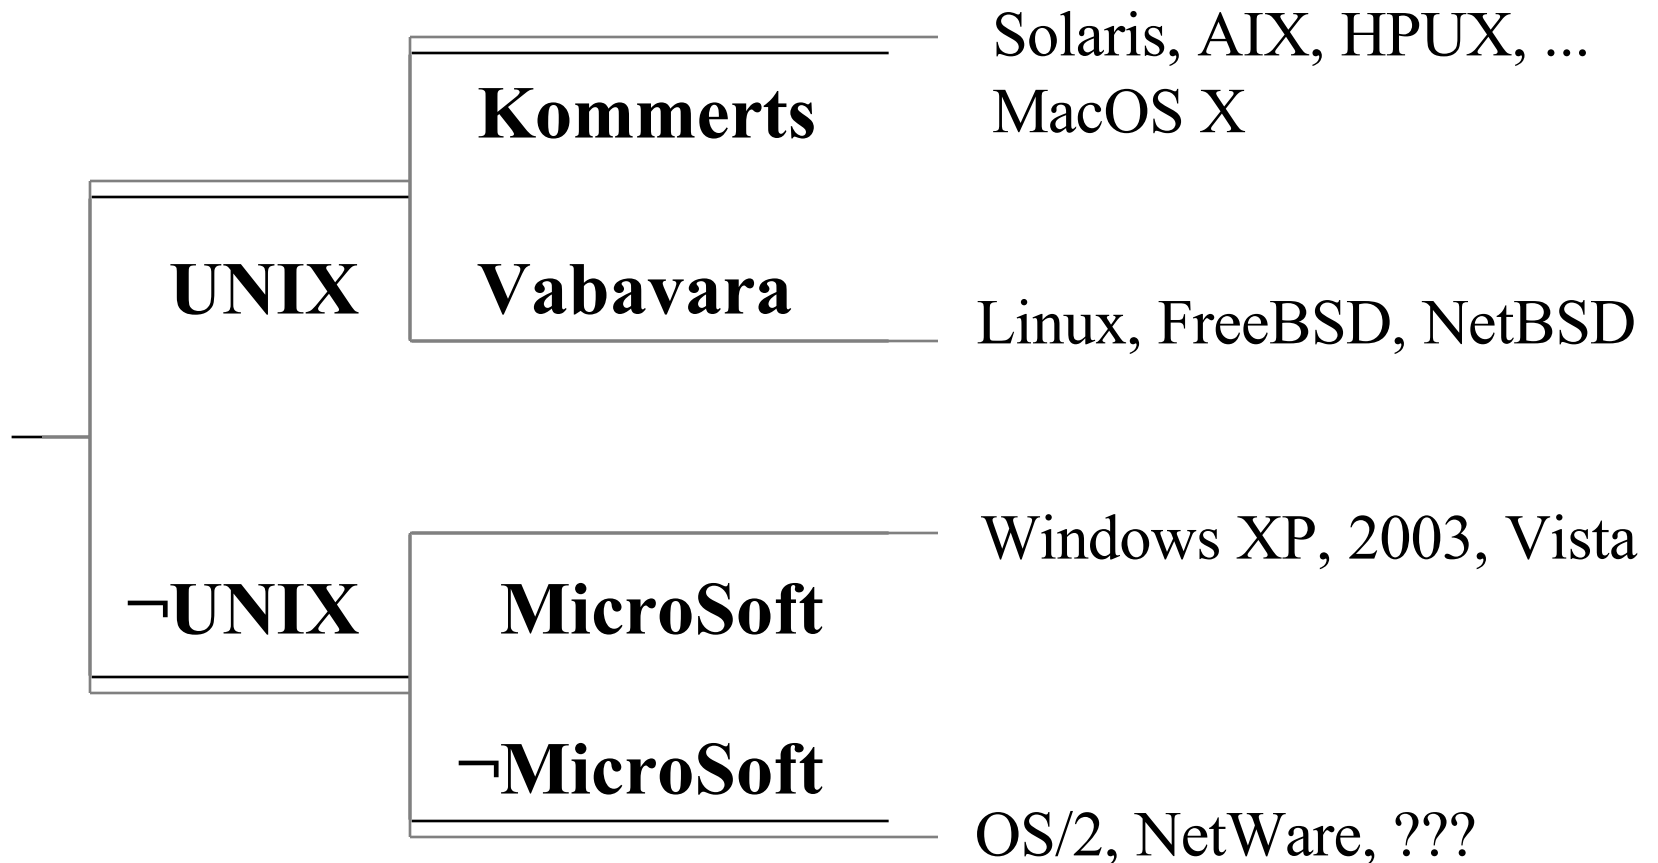 Solaris, AIX, HPUX, ...
Kommerts
MacOS X
UNIX
Vabavara
Linux, FreeBSD, NetBSD
Windows XP, 2003, Vista
¬UNIX
MicroSoft
¬MicroSoft
OS/2, NetWare, ???